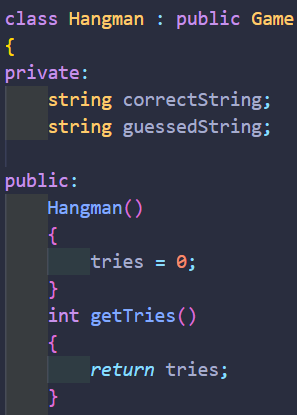 class Hangman : public Game
{
private:
    string correctString;
    string guessedString;

public:
    Hangman()
    {
        tries = 0;
    }
    int getTries()
    {
        return tries;
    }